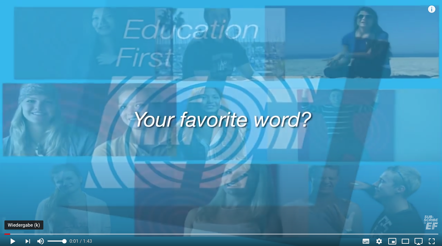 Education
First
Your favorite word?
EF
Wiedergabe (k)
0:01 / 1:43